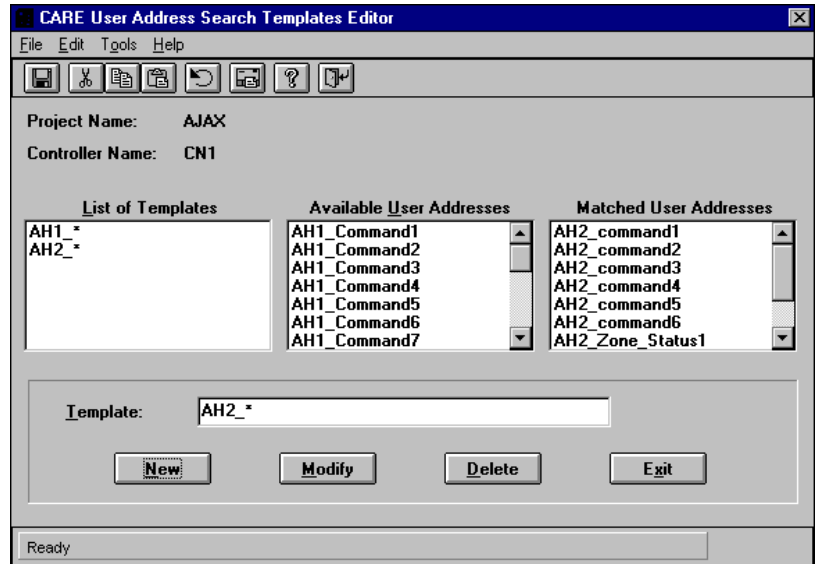 CARE User Address Search Templates Editor
File Edit Tools Help
Project Name: AJAX
Controller Name: CN1
List of Templates
AH1_*
AH2_*
Available User Addresses
AH1_Command1
AH1_Command2
AH1_Command3
AH1_Command4
AH1_Command5
AH1_Command6
AH1_Command7
Matched User Addresses
AH2_command1
AH2_command2
AH2_command3
AH2_command4
AH2_command5
AH2_command6
AH2_Zone_Status1
Template: AH2_*
New Modify Delete Exit
Ready